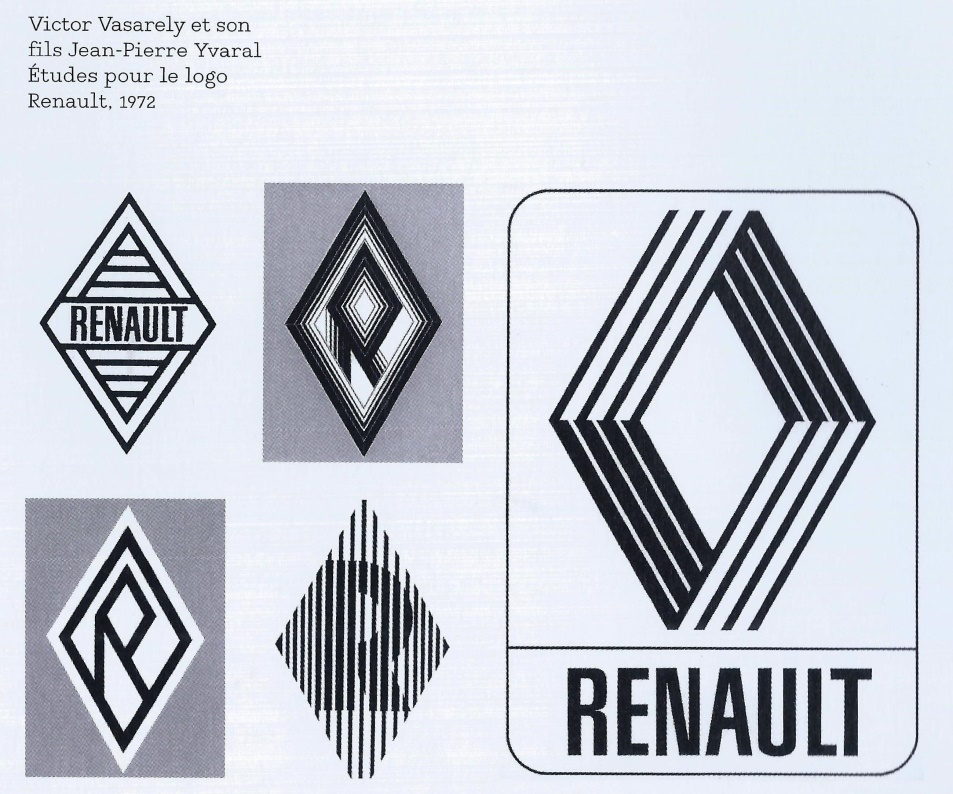 Victor Vasarely et son
fils Jean-Pierre Yvaral
Études pour le logo
Renault, 1972
RENAULT
R
R
R
RENAULT